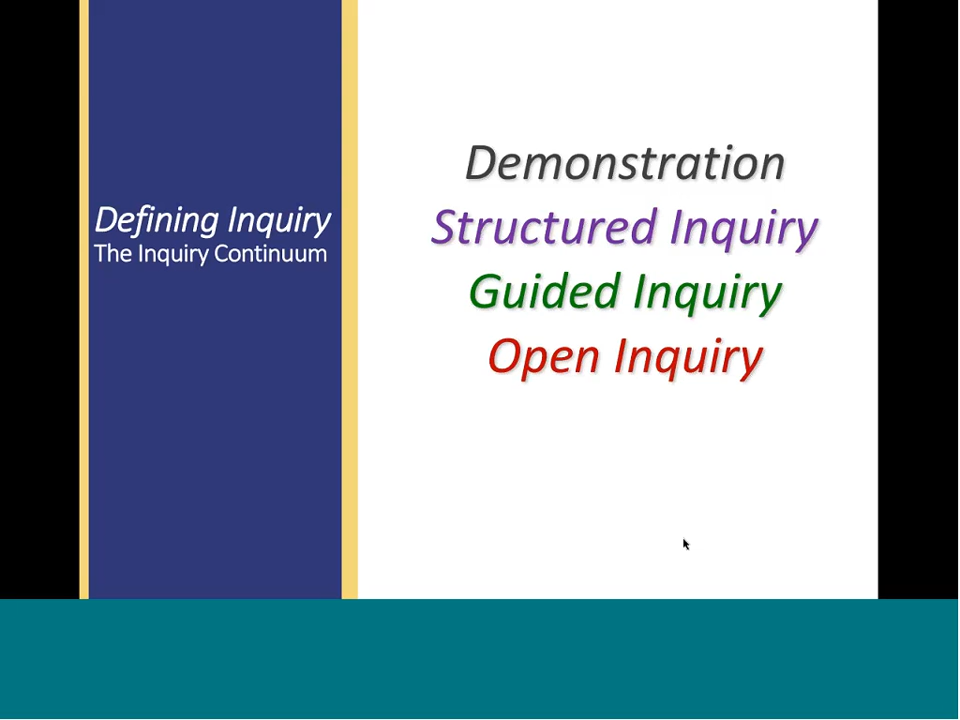 Defining Inquiry
The Inquiry Continuum
Demonstration
Structured Inquiry
Guided Inquiry
Open Inquiry